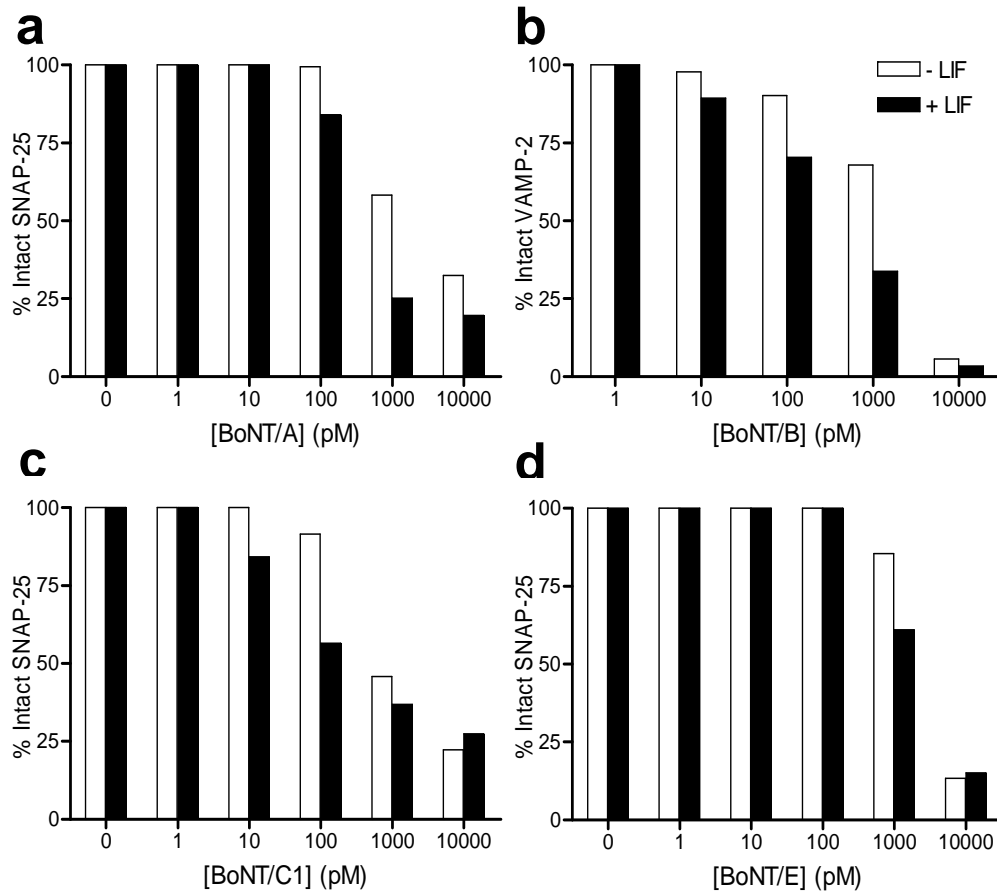 a
100
75
50
25
0
% Intact SNAP-25
0 1 10 100 1000 10000
[BoNT/A] (pM)
b
100
75
50
25
0
% Intact VAMP-2
1 10 100 1000 10000
[BoNT/B] (pM)
- LIF
+ LIF
c
100
75
50
25
0
% Intact SNAP-25
0 1 10 100 1000 10000
[BoNT/C1] (pM)
d
100
75
50
25
0
% Intact SNAP-25
0 1 10 100 1000 10000
[BoNT/E] (pM)